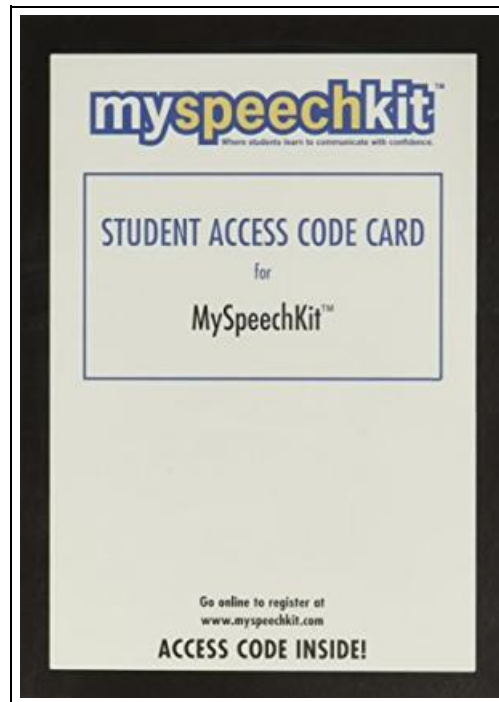 myspeechkit™
Where students learn to communicate with confidence.
STUDENT ACCESS CODE CARD
for
MySpeechKit™
Go online to register at
www.myspeechkit.com
ACCESS CODE INSIDE!